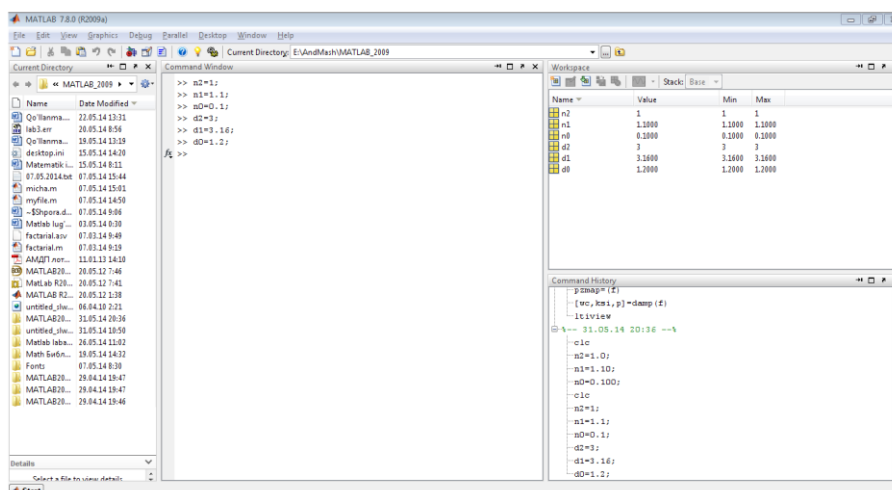 MATLAB 7.8.0 (R2009a)
File Edit View Graphics Debug Parallel Desktop Window Help
Current Directory: E:\AndMash\MATLAB_2009
Current Directory
« MATLAB_2009
Name Date Modified
Qo'llanma.... 22.05.14 13:31
lab3.err 20.05.14 8:56
Qo'llanma... 19.05.14 13:19
desktop.ini 15.05.14 14:20
Matematik i... 15.05.14 8:11
07.05.2014.txt 07.05.14 15:44
micha.m 07.05.14 15:01
myfile.m 07.05.14 14:50
~$Shpora.d... 07.05.14 9:06
Matlab lug'... 03.05.14 0:30
factarial.asv 07.03.14 9:49
factarial.m 07.03.14 9:19
АМДП лот... 11.01.13 14:10
MATLAB20... 20.05.12 7:46
MatLab R20... 20.05.12 7:41
MATLAB R2... 20.05.12 1:38
untitled_slw... 06.04.10 2:21
MATLAB20... 31.05.14 20:36
untitled_slw... 31.05.14 10:50
Matlab laba... 26.05.14 11:02
Math Библ... 19.05.14 14:32
Fonts 07.05.14 8:30
MATLAB20... 29.04.14 19:47
MATLAB20... 29.04.14 19:47
MATLAB20... 29.04.14 19:46
Details
Select a file to view details
Start
Command Window
>> n2=1;
>> n1=1.1;
>> n0=0.1;
>> d2=3;
>> d1=3.16;
>> d0=1.2;
fx >>
Workspace
Stack: Base
Name Value Min Max
n2 1 1 1
n1 1.1000 1.1000 1.1000
n0 0.1000 0.1000 0.1000
d2 3 3 3
d1 3.1600 3.1600 3.1600
d0 1.2000 1.2000 1.2000
Command History
pzmap=(f)
[wc,ksi,p]=damp(f)
ltiview
%-- 31.05.14 20:36 --%
clc
n2=1.0;
n1=1.10;
n0=0.100;
clc
n2=1;
n1=1.1;
n0=0.1;
d2=3;
d1=3.16;
d0=1.2;